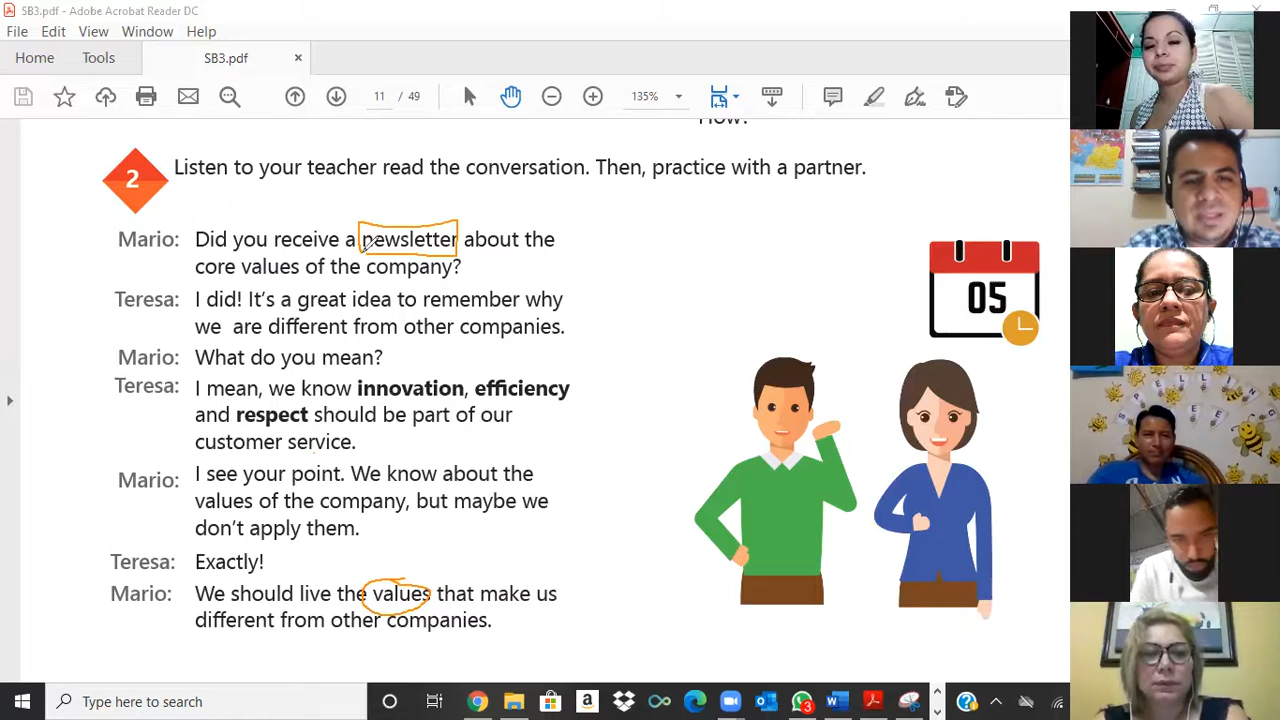 SB3.pdf - Adobe Acrobat Reader DC
File Edit View Window Help
Home Tools SB3.pdf ×
11 / 49 135%
How?
2 Listen to your teacher read the conversation. Then, practice with a partner.
Mario: Did you receive a newsletter about the
core values of the company?
Teresa: I did! It's a great idea to remember why
we are different from other companies.
05
Mario: What do you mean?
Teresa: I mean, we know innovation, efficiency
and respect should be part of our
customer service.
Mario: I see your point. We know about the
values of the company, but maybe we
don't apply them.
Teresa: Exactly!
Mario: We should live the values that make us
different from other companies.
SPELLING
BEE
Type here to search
3